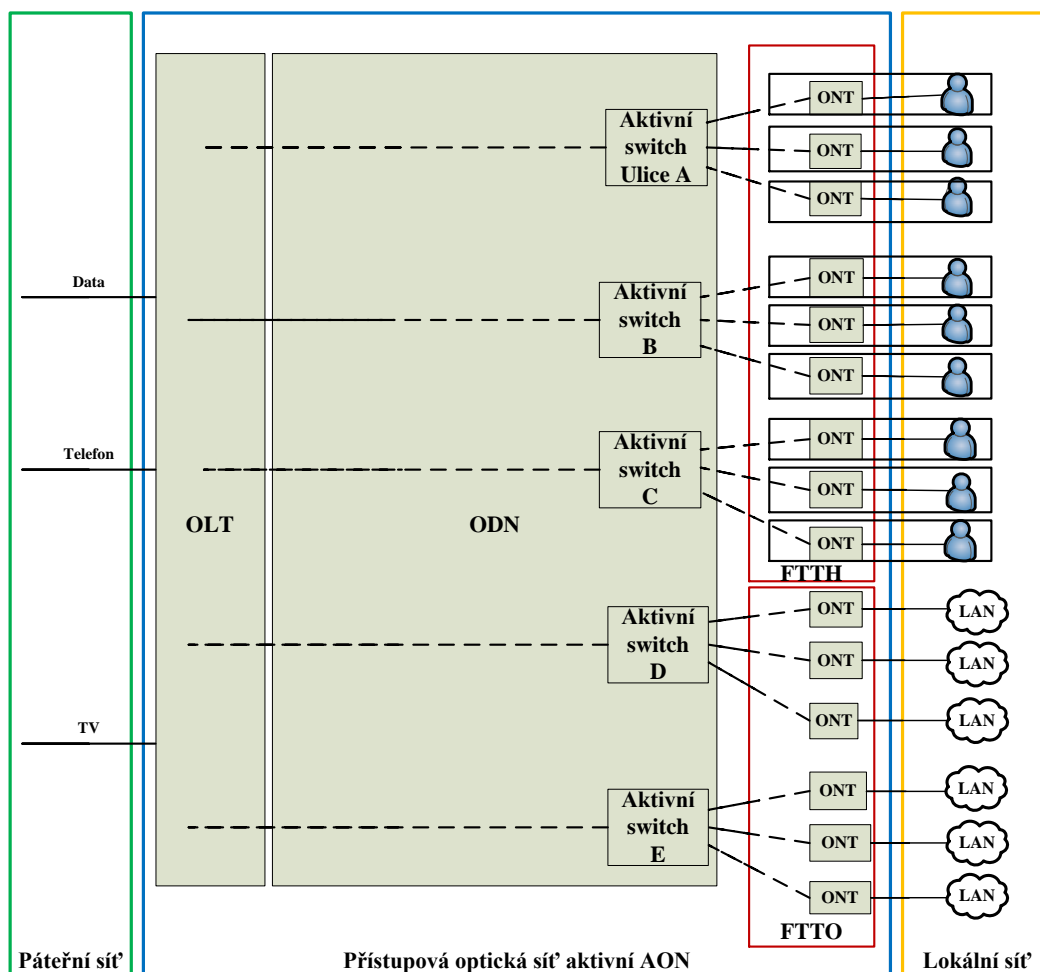 ONT
Aktivní
switch
Ulice A
ONT
ONT
Data
ONT
Aktivní
switch
B
ONT
ONT
Telefon
ONT
Aktivní
switch
C
ONT
OLT
ODN
ONT
FTTH
ONT
LAN
Aktivní
switch
D
ONT
LAN
ONT
LAN
TV
ONT
LAN
Aktivní
switch
E
ONT
LAN
ONT
LAN
FTTO
Páteřní síť
Přístupová optická síť aktivní AON
Lokální síť